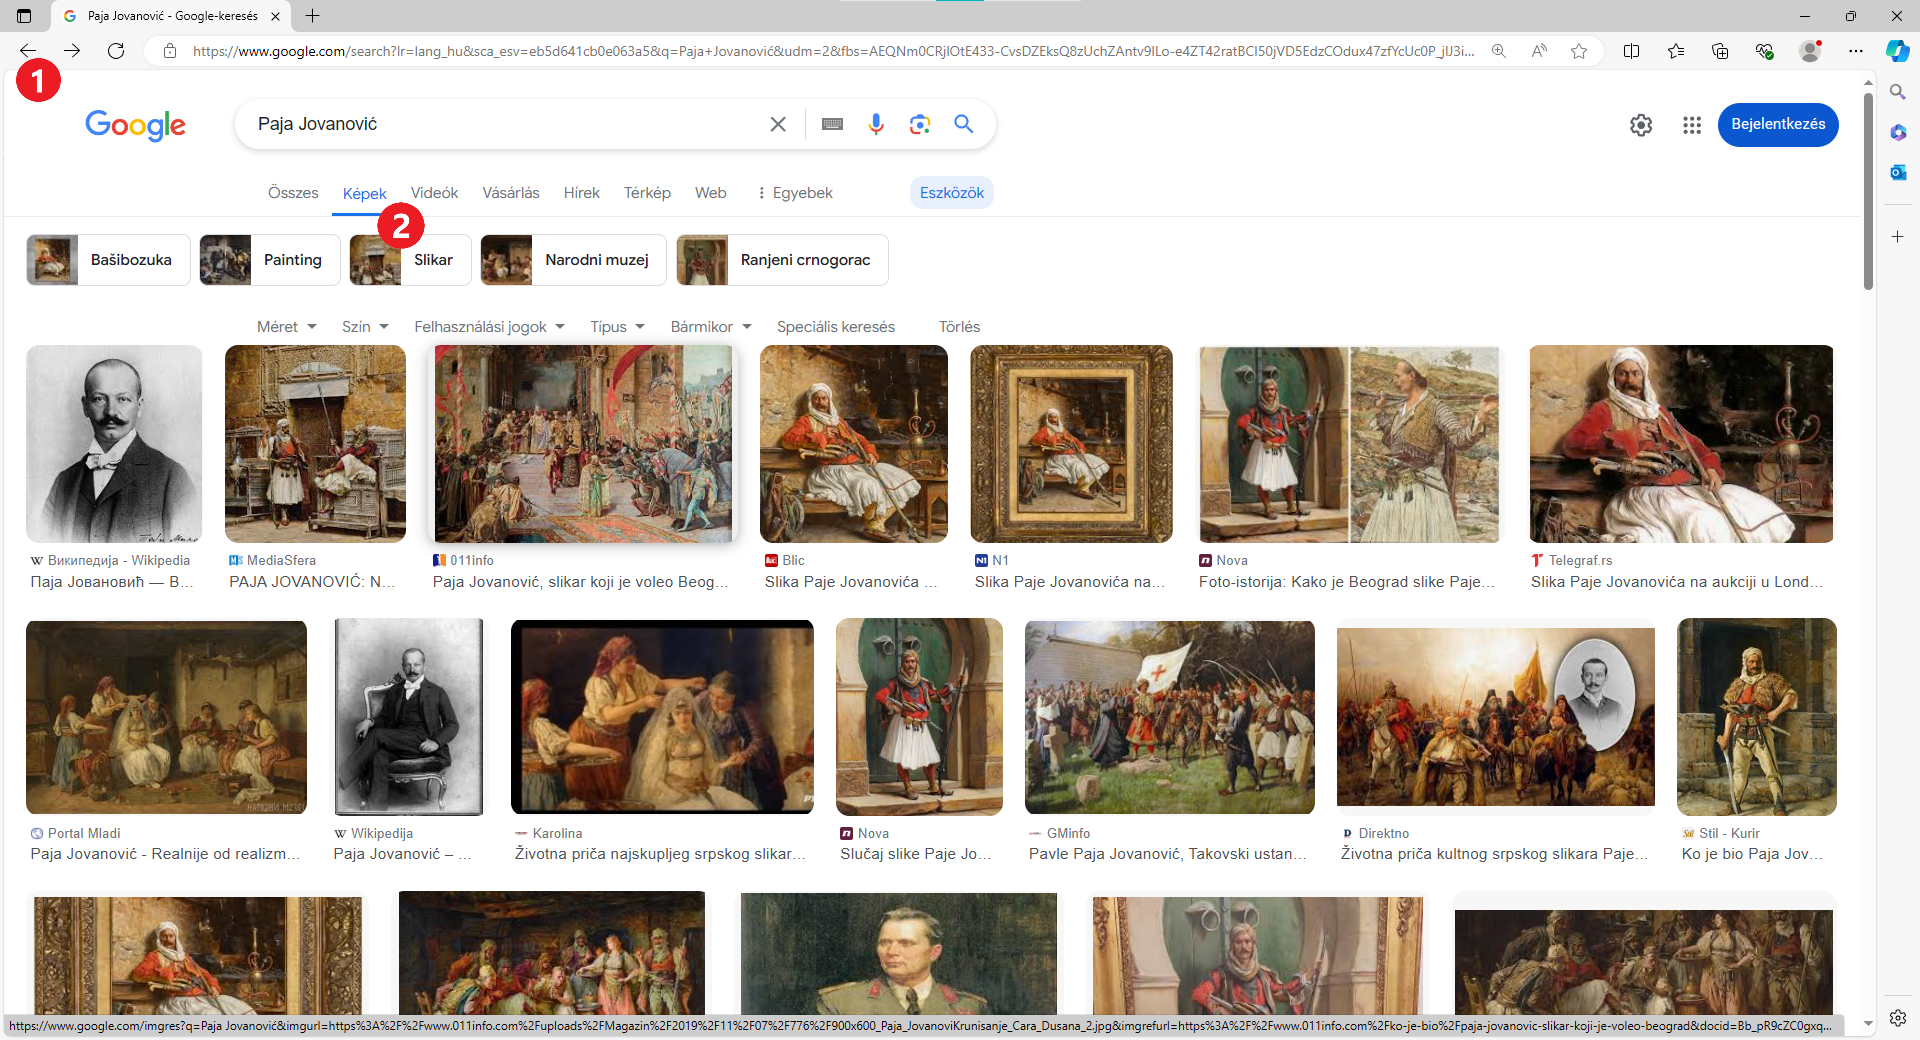 Paja Jovanović - Google-keresés
https://www.google.com/search?lr=lang_hu&sca_esv=eb5d641cb0e063a5&q=Paja+Jovanović&udm=2&fbs=AEQNm0CRjlOtE433-CvsDZEksQ8zUchZAntv9ILo-e4ZT42ratBCI50jVD5EdzCOdux47zfYcUc0P_jlJ3i...
1
Google
Paja Jovanović
Bejelentkezés
Összes Képek Videók Vásárlás Hírek Térkép Web Egyebek Eszközök
2
Bašibozuka Painting Slikar Narodni muzej Ranjeni crnogorac
Méret Szín Felhasználási jogok Típus Bármikor Speciális keresés Törlés
Википедија - Wikipedia MediaSfera 011info Blic N1 Nova Telegraf.rs
Паја Јовановић — В... PAJA JOVANOVIĆ: N... Paja Jovanović, slikar koji je voleo Beog... Slika Paje Jovanovića ... Slika Paje Jovanovića na... Foto-istorija: Kako je Beograd slike Paje... Slika Paje Jovanovića na aukciji u Lond...
Portal Mladi Wikipedija Karolina Nova GMinfo Direktno Stil - Kurir
Paja Jovanović - Realnije od realizm... Paja Jovanović – ... Životna priča najskupljeg srpskog slikar... Slučaj slike Paje Jo... Pavle Paja Jovanović, Takovski ustan... Životna priča kultnog srpskog slikara Paje... Ko je bio Paja Jov...
https://www.google.com/imgres?q=Paja Jovanović&imgurl=https%3A%2F%2Fwww.011info.com%2Fuploads%2FMagazin%2F2019%2F11%2F07%2F776%2F900x600_Paja_JovanoviKrunisanje_Cara_Dusana_2.jpg&imgrefurl=https%3A%2F%2Fwww.011info.com%2Fko-je-bio%2Fpaja-jovanovic-slikar-koji-je-voleo-beograd&docid=Bb_pR9cZC0gxq...